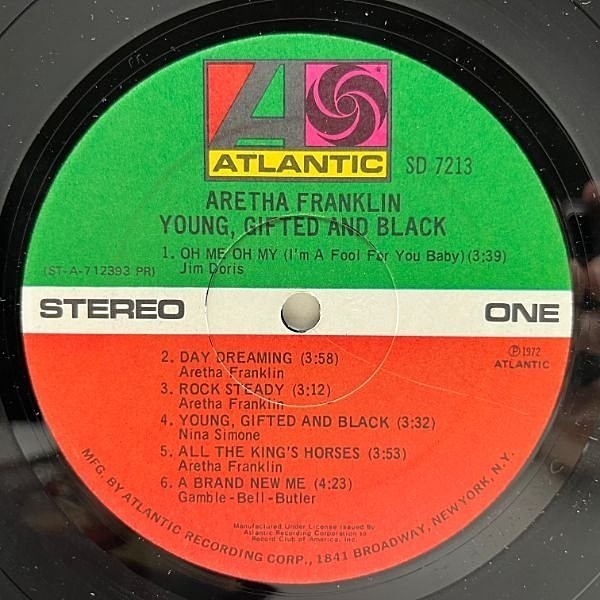 ATLANTIC
SD 7213
ARETHA FRANKLIN
YOUNG, GIFTED AND BLACK
1. OH ME OH MY (I'm A Fool For You Baby) (3:39)
Jim Doris
(ST-A-712393 PR)
STEREO
ONE
2. DAY DREAMING (3:58)
Aretha Franklin
3. ROCK STEADY (3:12)
Aretha Franklin
4. YOUNG, GIFTED AND BLACK (3:32)
Nina Simone
5. ALL THE KING'S HORSES (3:53)
Aretha Franklin
6. A BRAND NEW ME (4:23)
Gamble-Bell-Butler
℗1972
ATLANTIC
Manufactured Under License Issued By
Atlantic Recording Corporation to
Record Club of America, Inc.
MFG. BY ATLANTIC RECORDING CORP., 1841 BROADWAY, NEW YORK, N.Y.